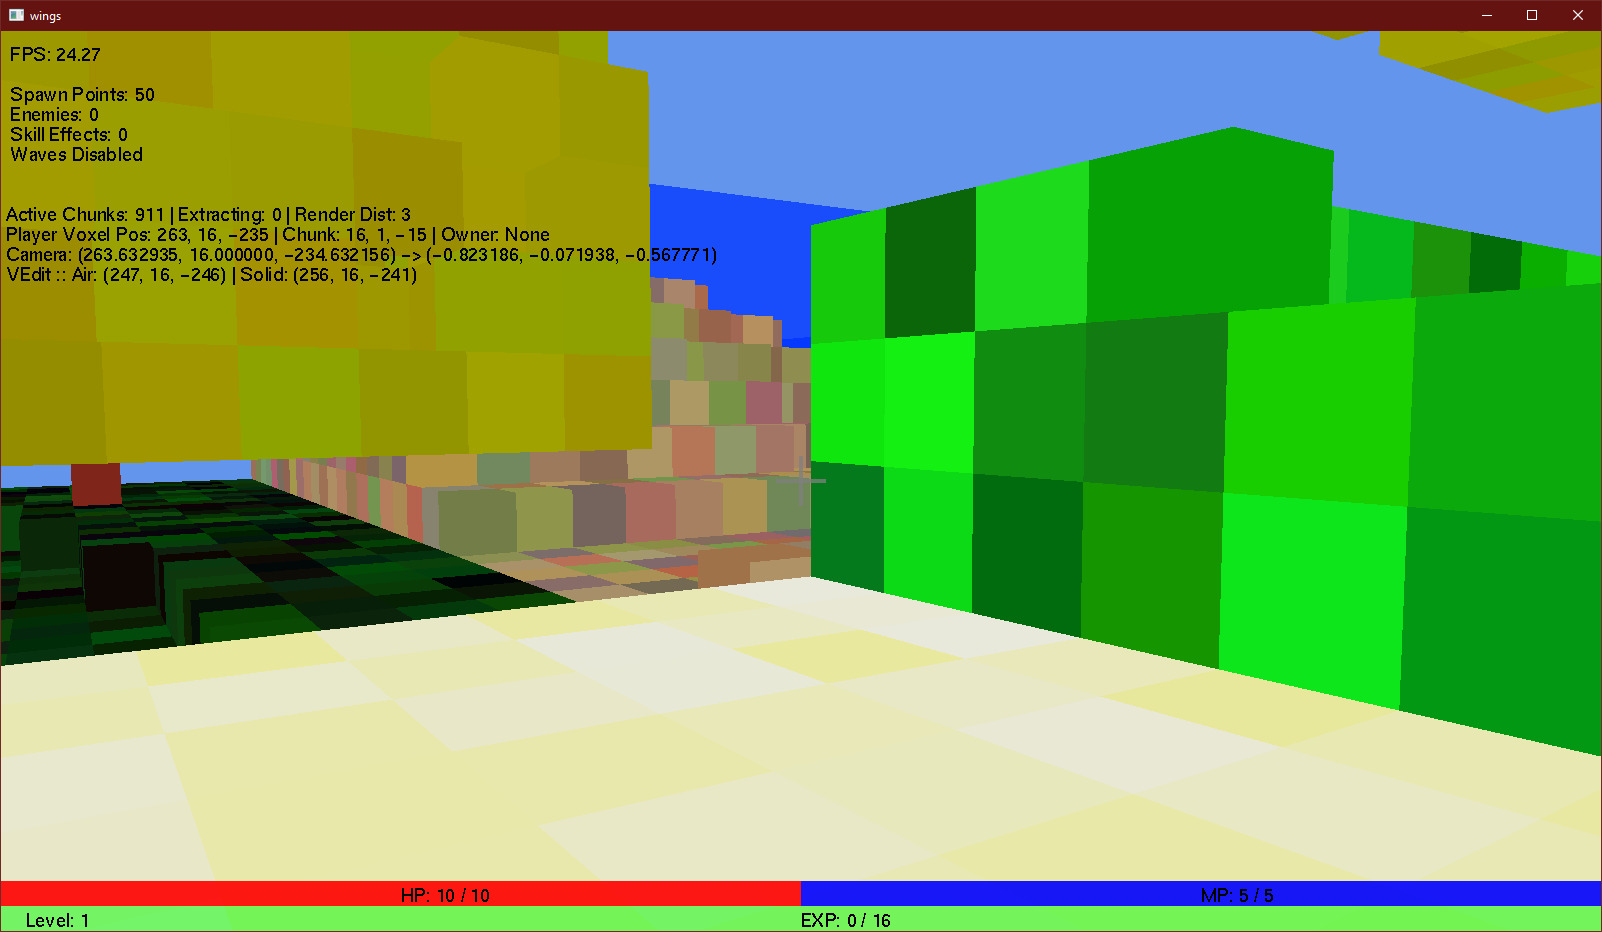 wings
FPS: 24.27
Spawn Points: 50
Enemies: 0
Skill Effects: 0
Waves Disabled
Active Chunks: 911 | Extracting: 0 | Render Dist: 3
Player Voxel Pos: 263, 16, -235 | Chunk: 16, 1, -15 | Owner: None
Camera: (263.632935, 16.000000, -234.632156) -> (-0.823186, -0.071938, -0.567771)
VEdit :: Air: (247, 16, -246) | Solid: (256, 16, -241)
HP: 10 / 10
MP: 5 / 5
Level: 1
EXP: 0 / 16